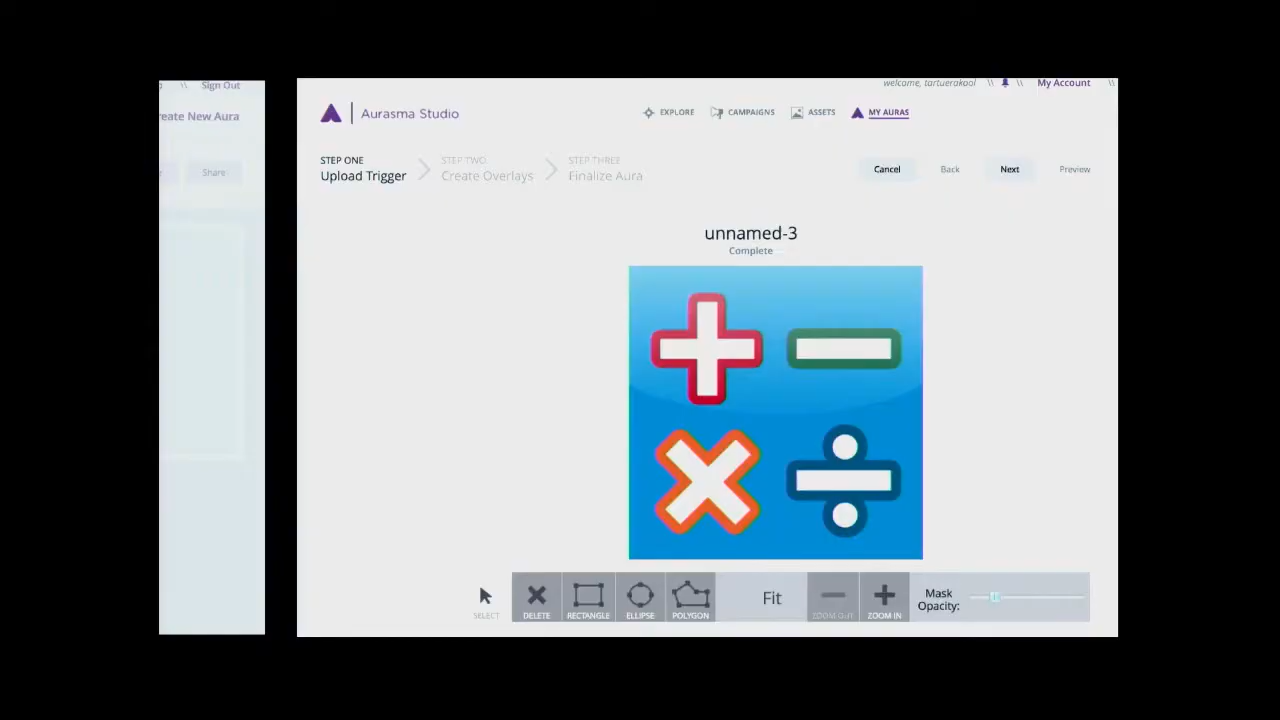 Sign Out
eate New Aura
Share
welcome, tartuerakool \\ \\ My Account \\
Aurasma Studio
EXPLORE CAMPAIGNS ASSETS MY AURAS
STEP ONE STEP TWO STEP THREE
Upload Trigger Create Overlays Finalize Aura
Cancel Back Next Preview
unnamed-3
Complete
SELECT DELETE RECTANGLE ELLIPSE POLYGON Fit ZOOM OUT ZOOM IN
Mask
Opacity: